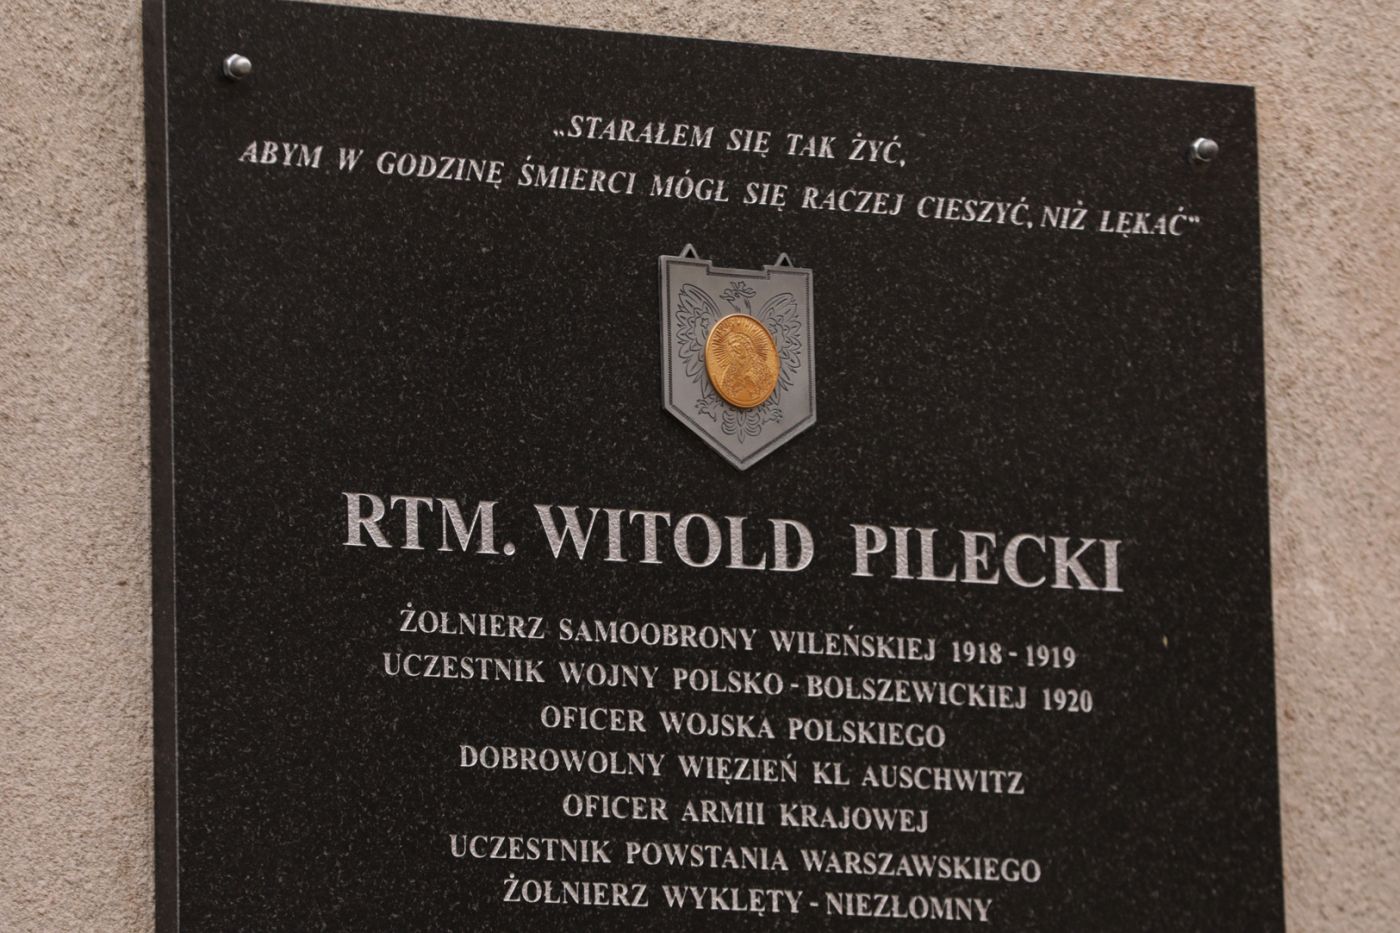 „STARAŁEM SIĘ TAK ŻYĆ,
ABYM W GODZINĘ ŚMIERCI MÓGŁ SIĘ RACZEJ CIESZYĆ, NIŻ LĘKAĆ“
RTM. WITOLD PILECKI
ŻOŁNIERZ SAMOOBRONY WILEŃSKIEJ 1918 - 1919
UCZESTNIK WOJNY POLSKO - BOLSZEWICKIEJ 1920
OFICER WOJSKA POLSKIEGO
DOBROWOLNY WIĘZIEŃ KL AUSCHWITZ
OFICER ARMII KRAJOWEJ
UCZESTNIK POWSTANIA WARSZAWSKIEGO
ŻOŁNIERZ WYKLĘTY - NIEZŁOMNY